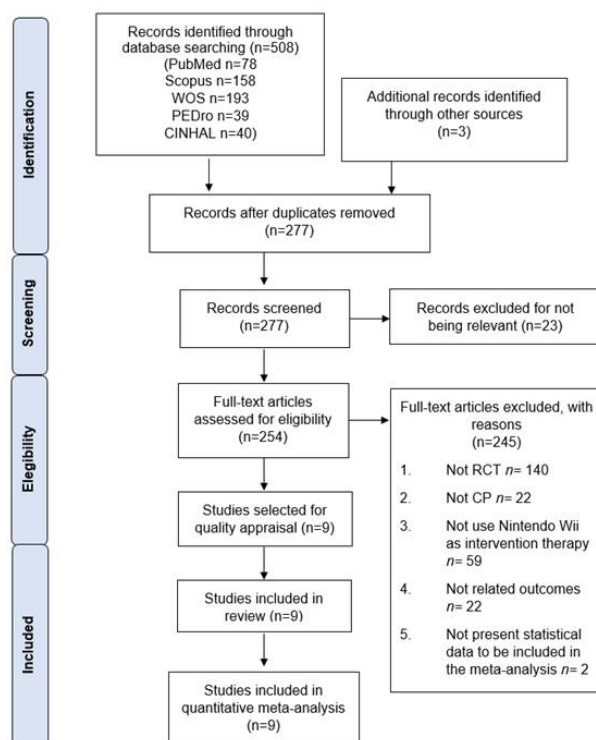 Identification
Records identified through
database searching (n=508)
(PubMed n=78
Scopus n=158
WOS n=193
PEDro n=39
CINHAL n=40)
Additional records identified
through other sources
(n=3)
Records after duplicates removed
(n=277)
Screening
Records screened
(n=277)
Records excluded for not
being relevant (n=23)
Elegibility
Full-text articles
assessed for eligibility
(n=254)
Full-text articles excluded, with
reasons
(n=245)
1. Not RCT n= 140
2. Not CP n= 22
3. Not use Nintendo Wii
as intervention therapy
n= 59
4. Not related outcomes
n= 22
5. Not present statistical
data to be included in
the meta-analysis n= 2
Studies selected for
quality appraisal (n=9)
Included
Studies included in
review (n=9)
Studies included in
quantitative meta-analysis
(n=9)